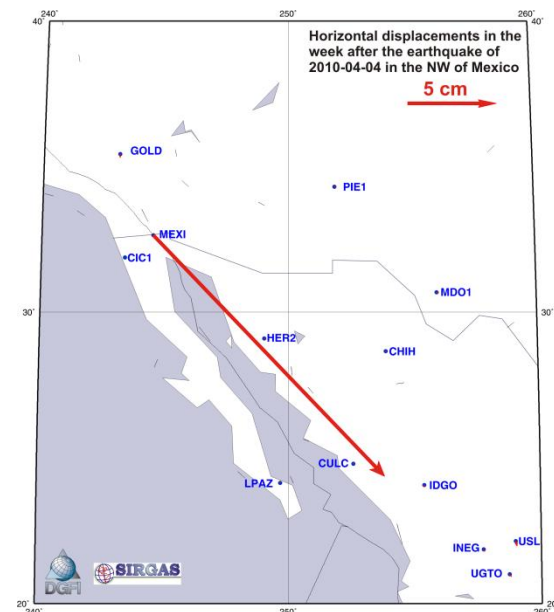 240°
250°
260°
40°
40°
Horizontal displacements in the
week after the earthquake of
2010-04-04 in the NW of Mexico
5 cm
GOLD
PIE1
MEXI
CIC1
MDO1
30°
30°
HER2
CHIH
CULC
LPAZ
IDGO
USL
INEG
UGTO
DGFI
SIRGAS
20°
20°
240°
250°
260°